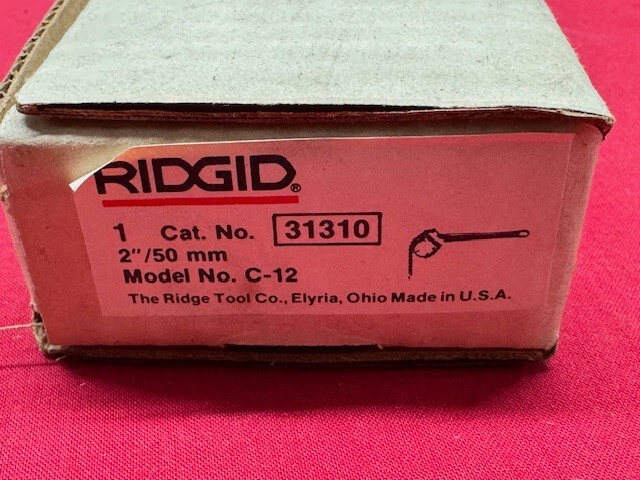 RIDGID®
1 Cat. No. 31310
2"/50 mm
Model No. C-12
The Ridge Tool Co., Elyria, Ohio Made in U.S.A.